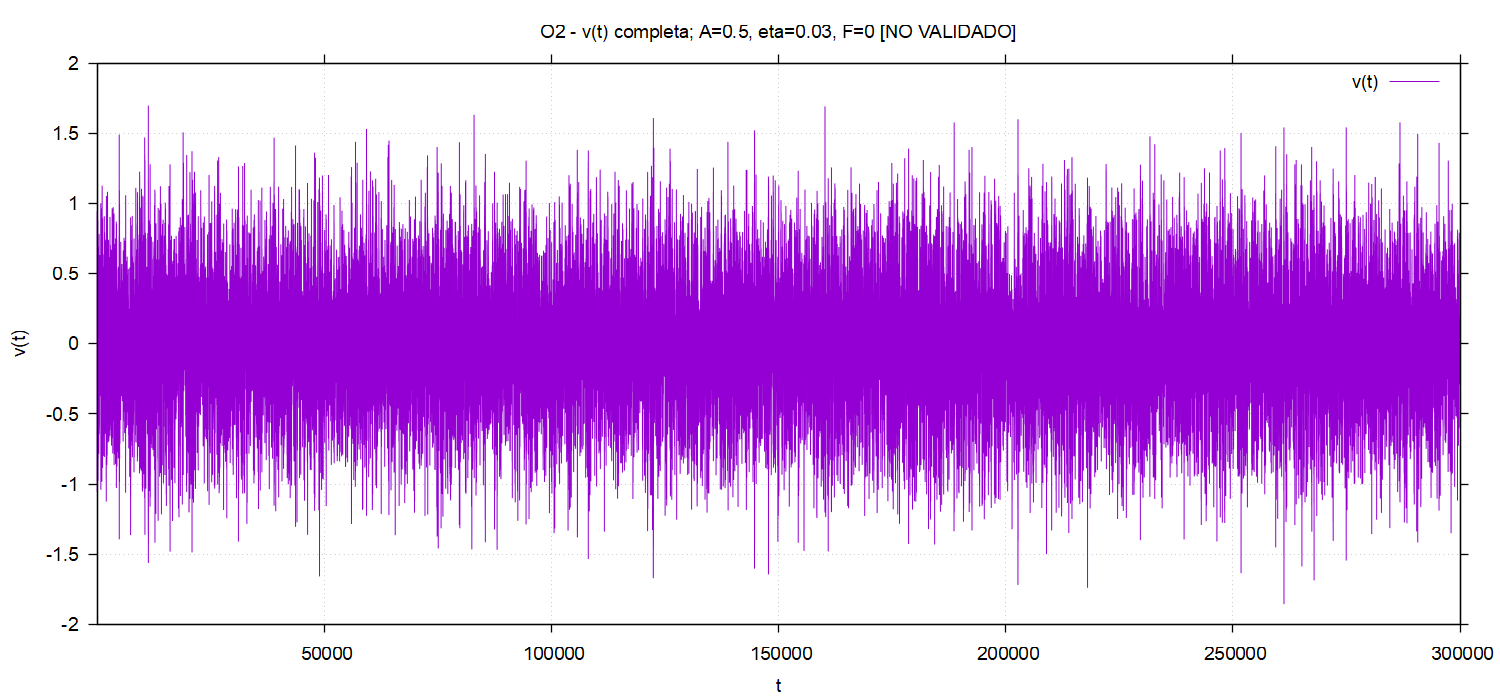 O2 - v(t) completa; A=0.5, eta=0.03, F=0 [NO VALIDADO]
v(t)
2
1.5
1
0.5
0
-0.5
-1
-1.5
-2
v(t)
50000 100000 150000 200000 250000 300000
t